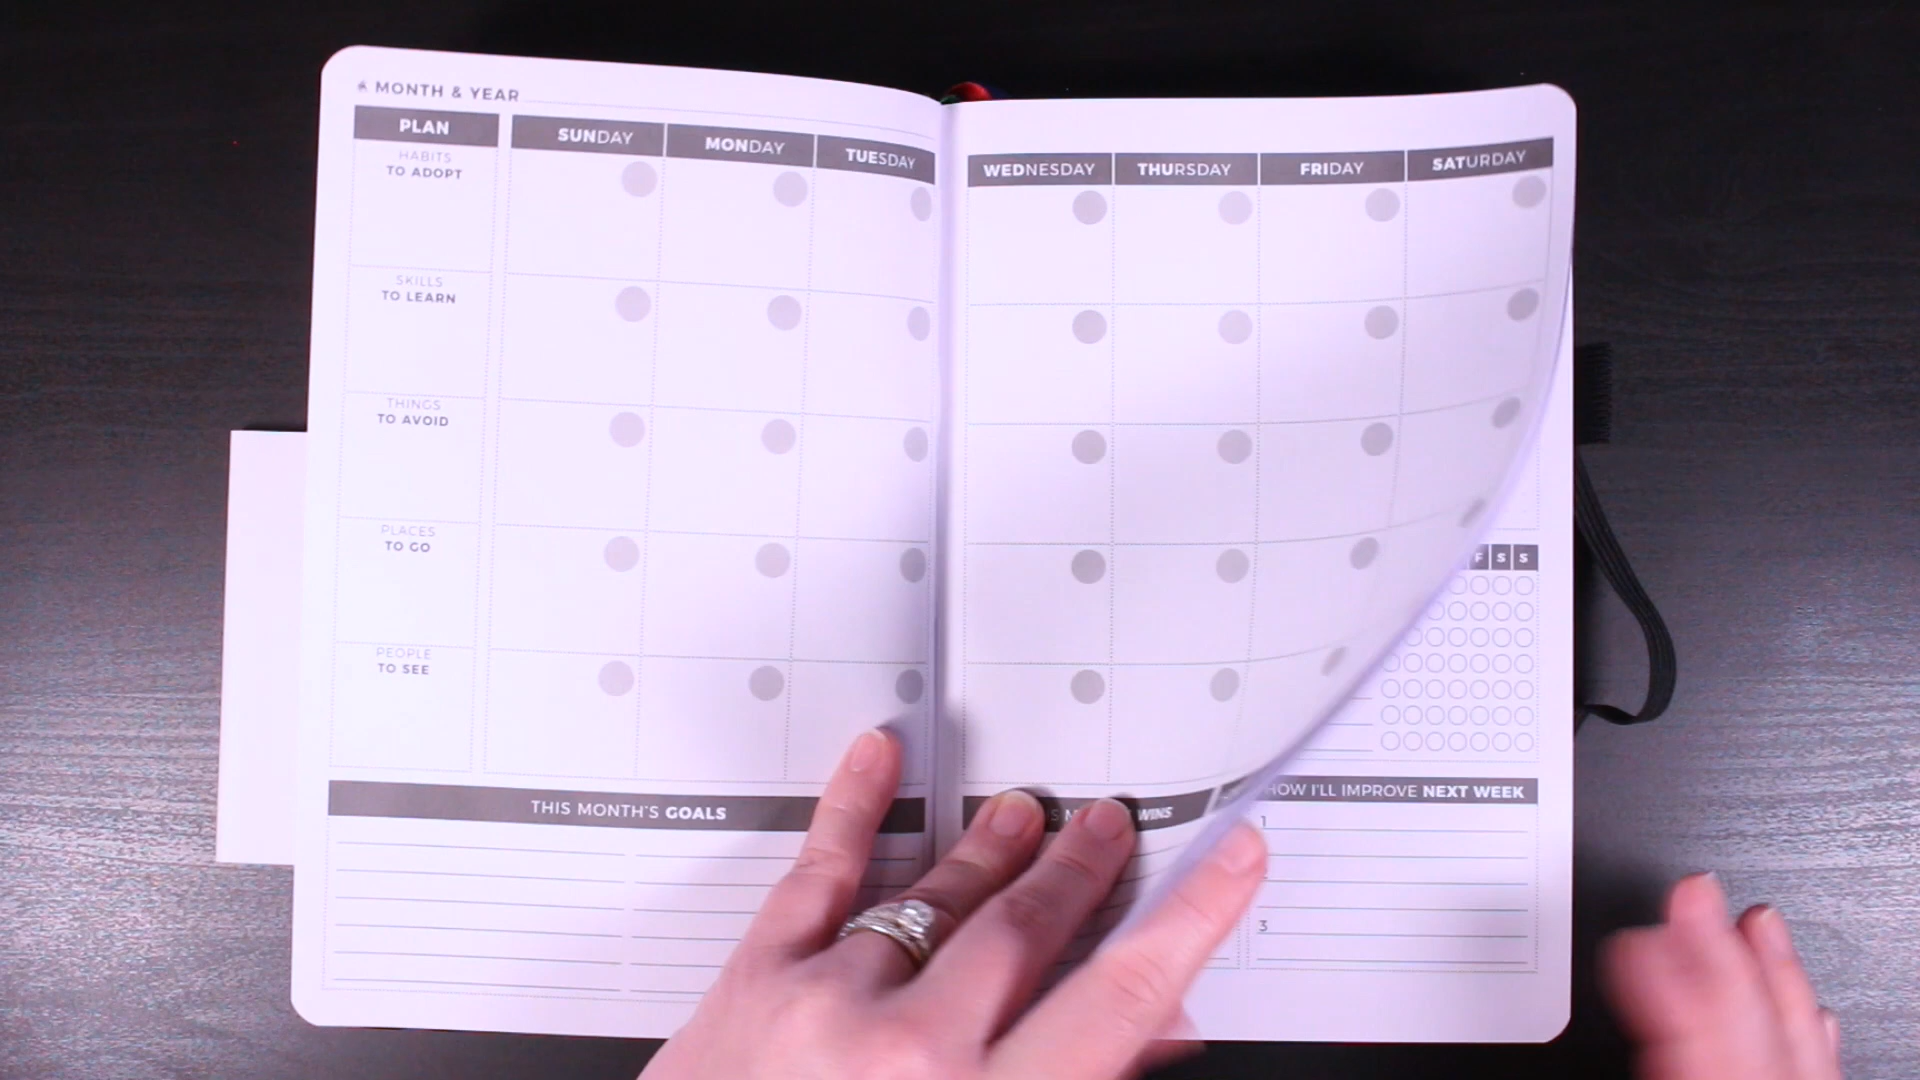 MONTH & YEAR
PLAN
SUNDAY
MONDAY
TUESDAY
WEDNESDAY
THURSDAY
FRIDAY
SATURDAY
HABITS
TO ADOPT
SKILLS
TO LEARN
THINGS
TO AVOID
PLACES
TO GO
PEOPLE
TO SEE
F S S
THIS MONTH'S GOALS
WINS
HOW I'LL IMPROVE NEXT WEEK
1
3